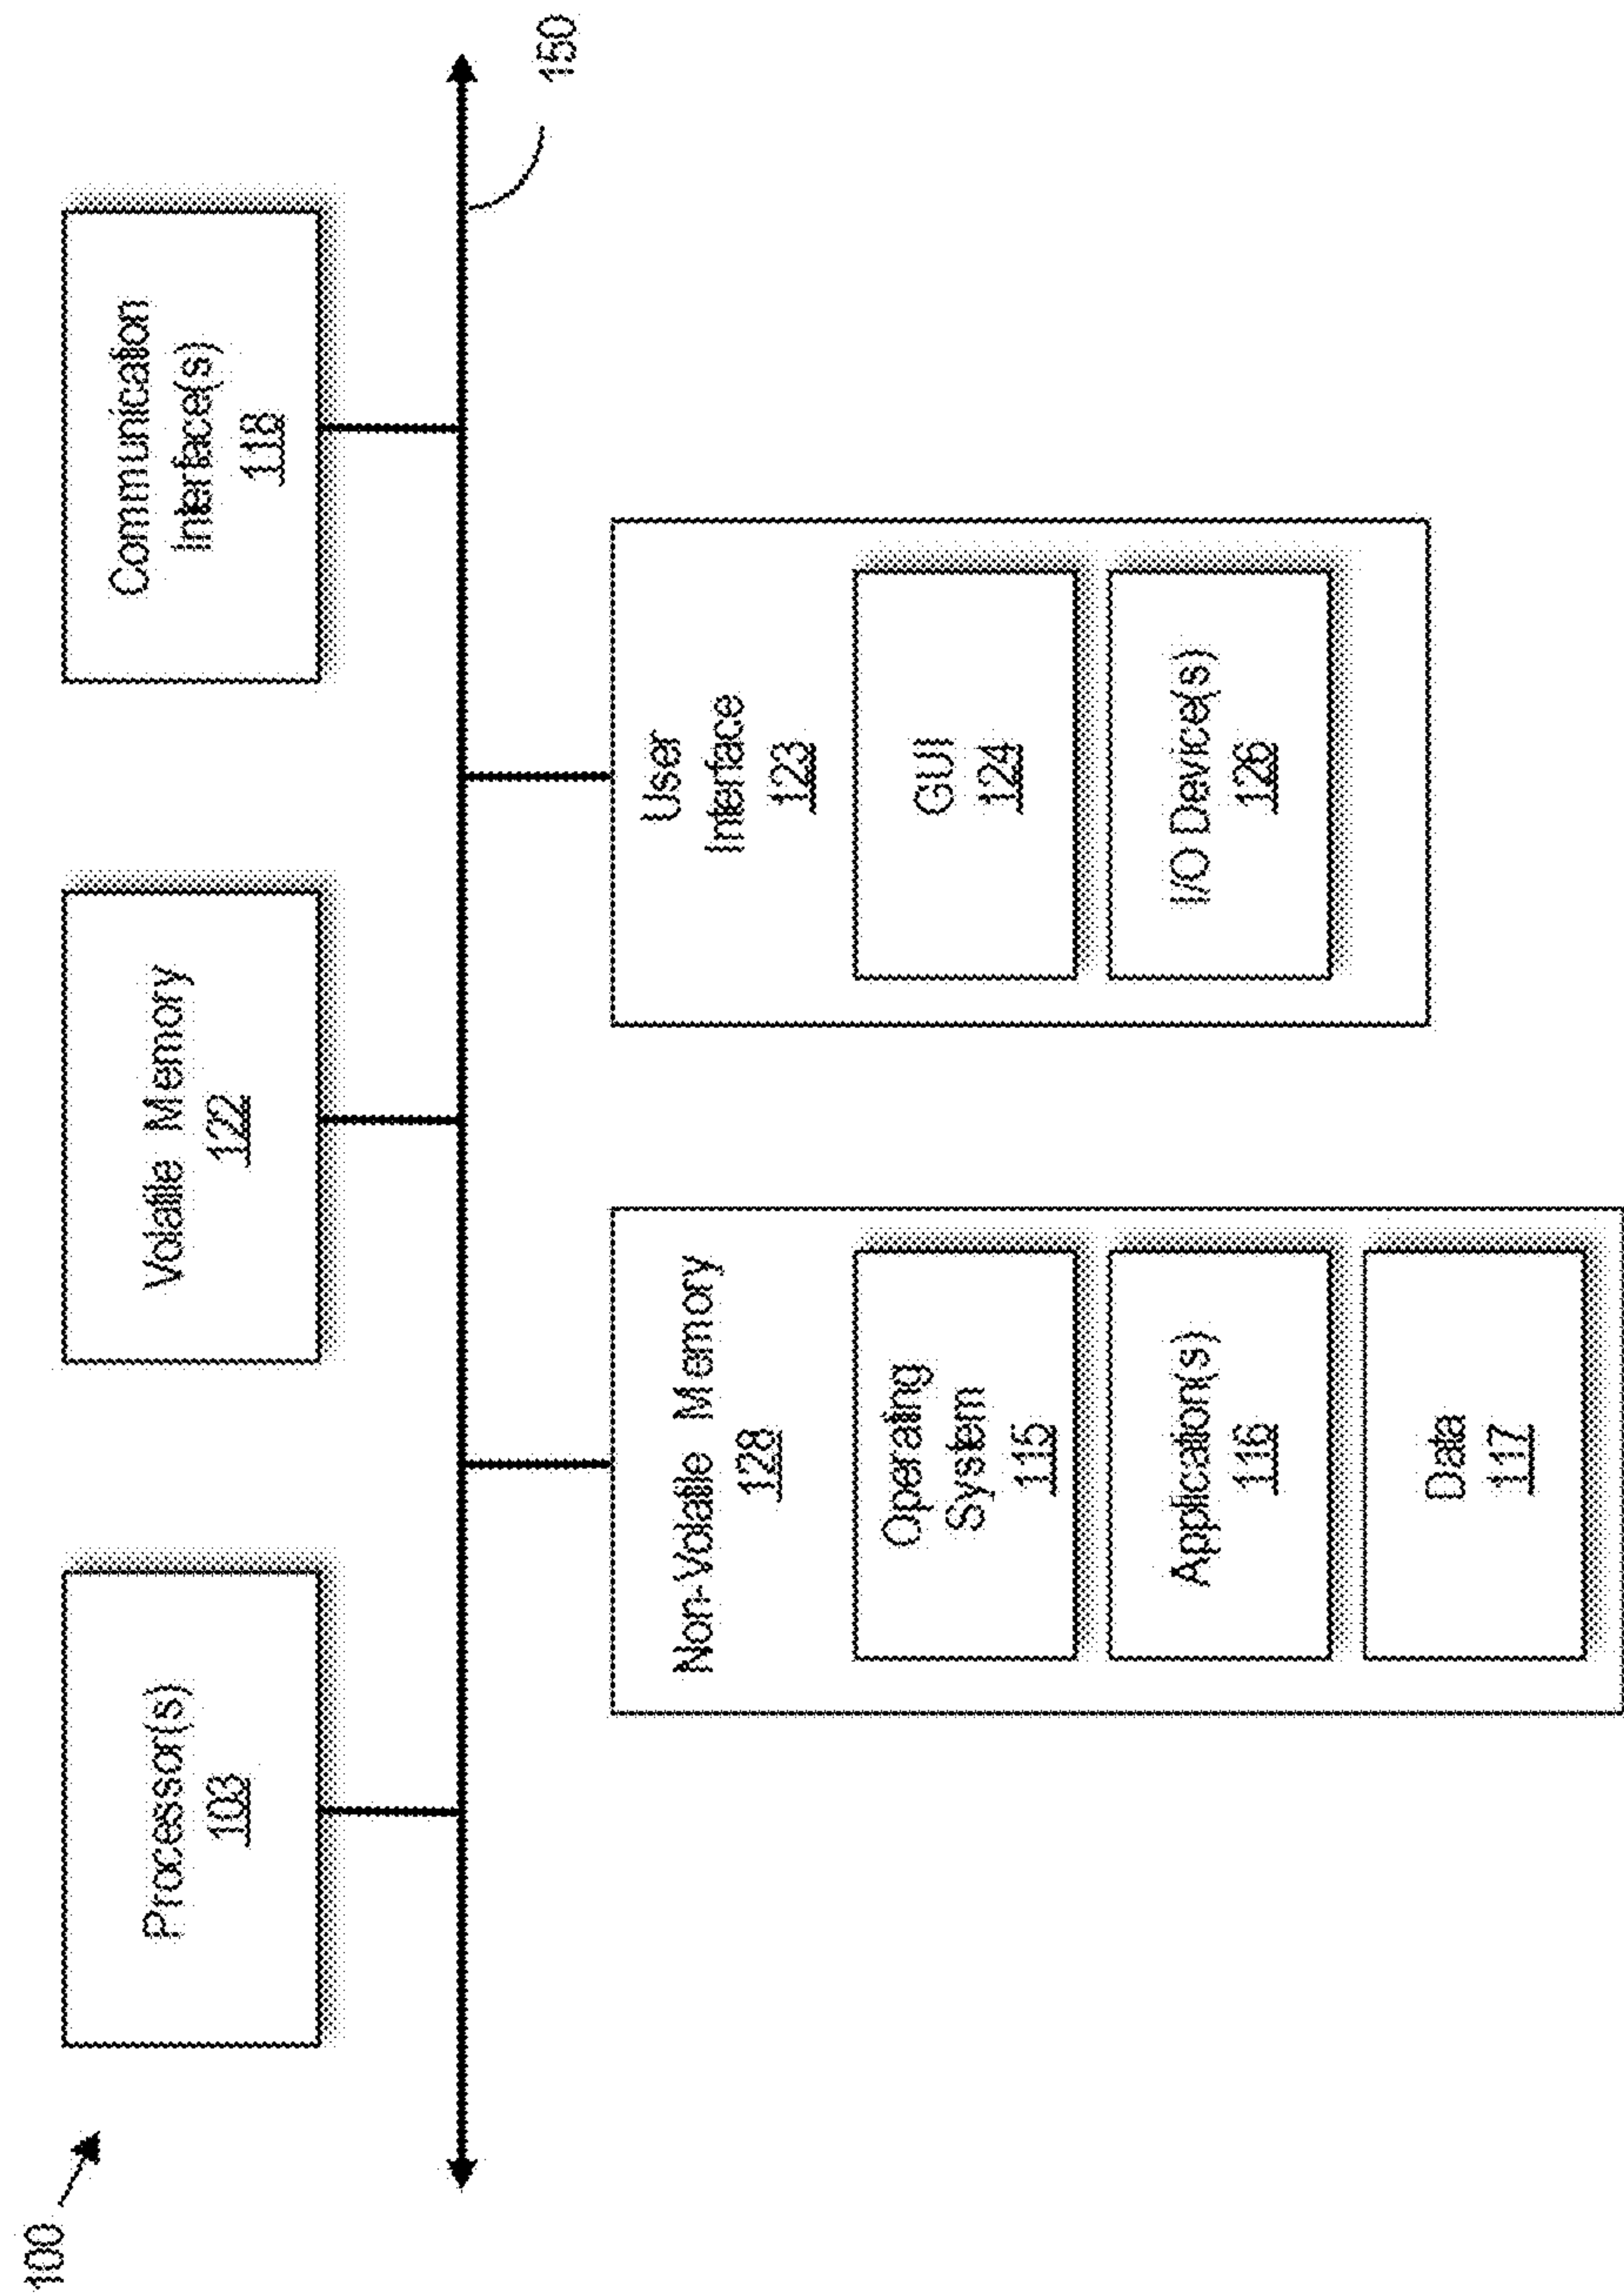 100
Processor(s)
103
Volatile Memory
122
Communication
Interface(s)
118
150
Non-Volatile Memory
128
Operating
System
115
Application(s)
116
Data
117
User
Interface
123
GUI
124
I/O Device(s)
126